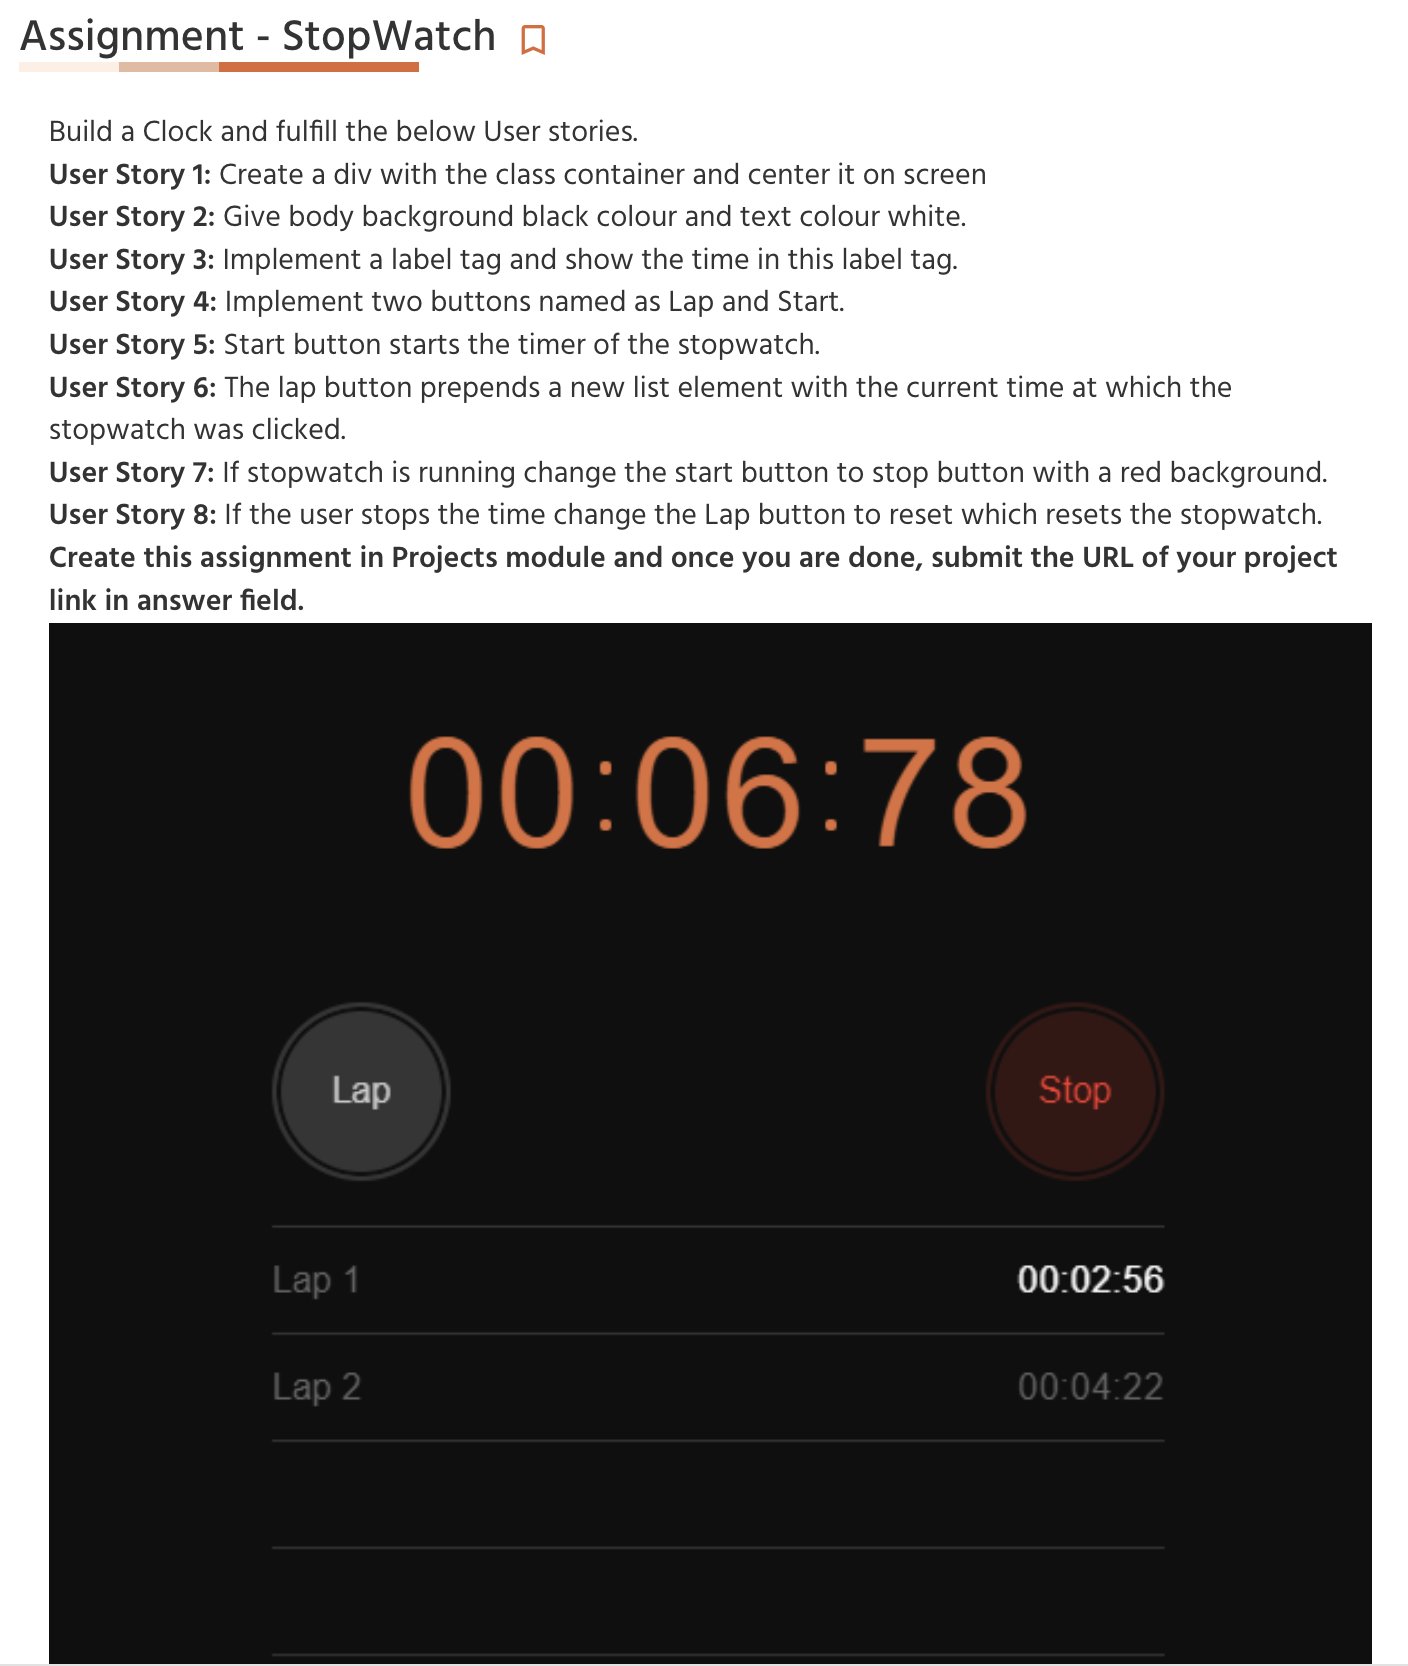 Assignment - StopWatch
Build a Clock and fulfill the below User stories.
User Story 1: Create a div with the class container and center it on screen
User Story 2: Give body background black colour and text colour white.
User Story 3: Implement a label tag and show the time in this label tag.
User Story 4: Implement two buttons named as Lap and Start.
User Story 5: Start button starts the timer of the stopwatch.
User Story 6: The lap button prepends a new list element with the current time at which the
stopwatch was clicked.
User Story 7: If stopwatch is running change the start button to stop button with a red background.
User Story 8: If the user stops the time change the Lap button to reset which resets the stopwatch.
Create this assignment in Projects module and once you are done, submit the URL of your project
link in answer field.
00:06:78
Lap Stop
Lap 1 00:02:56
Lap 2 00:04:22